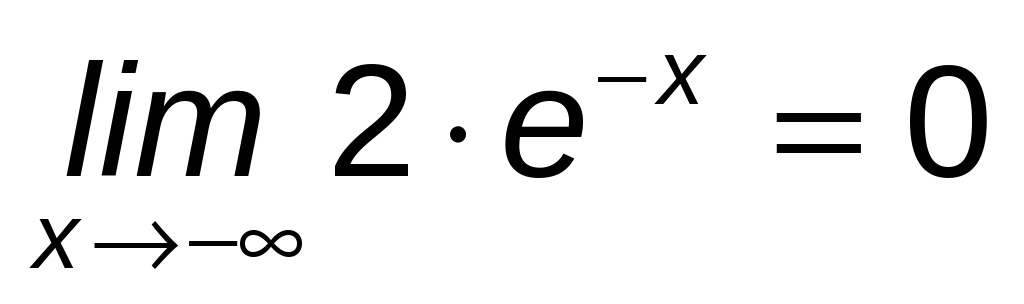 lim 2 · e⁻ˣ = 0
x→−∞